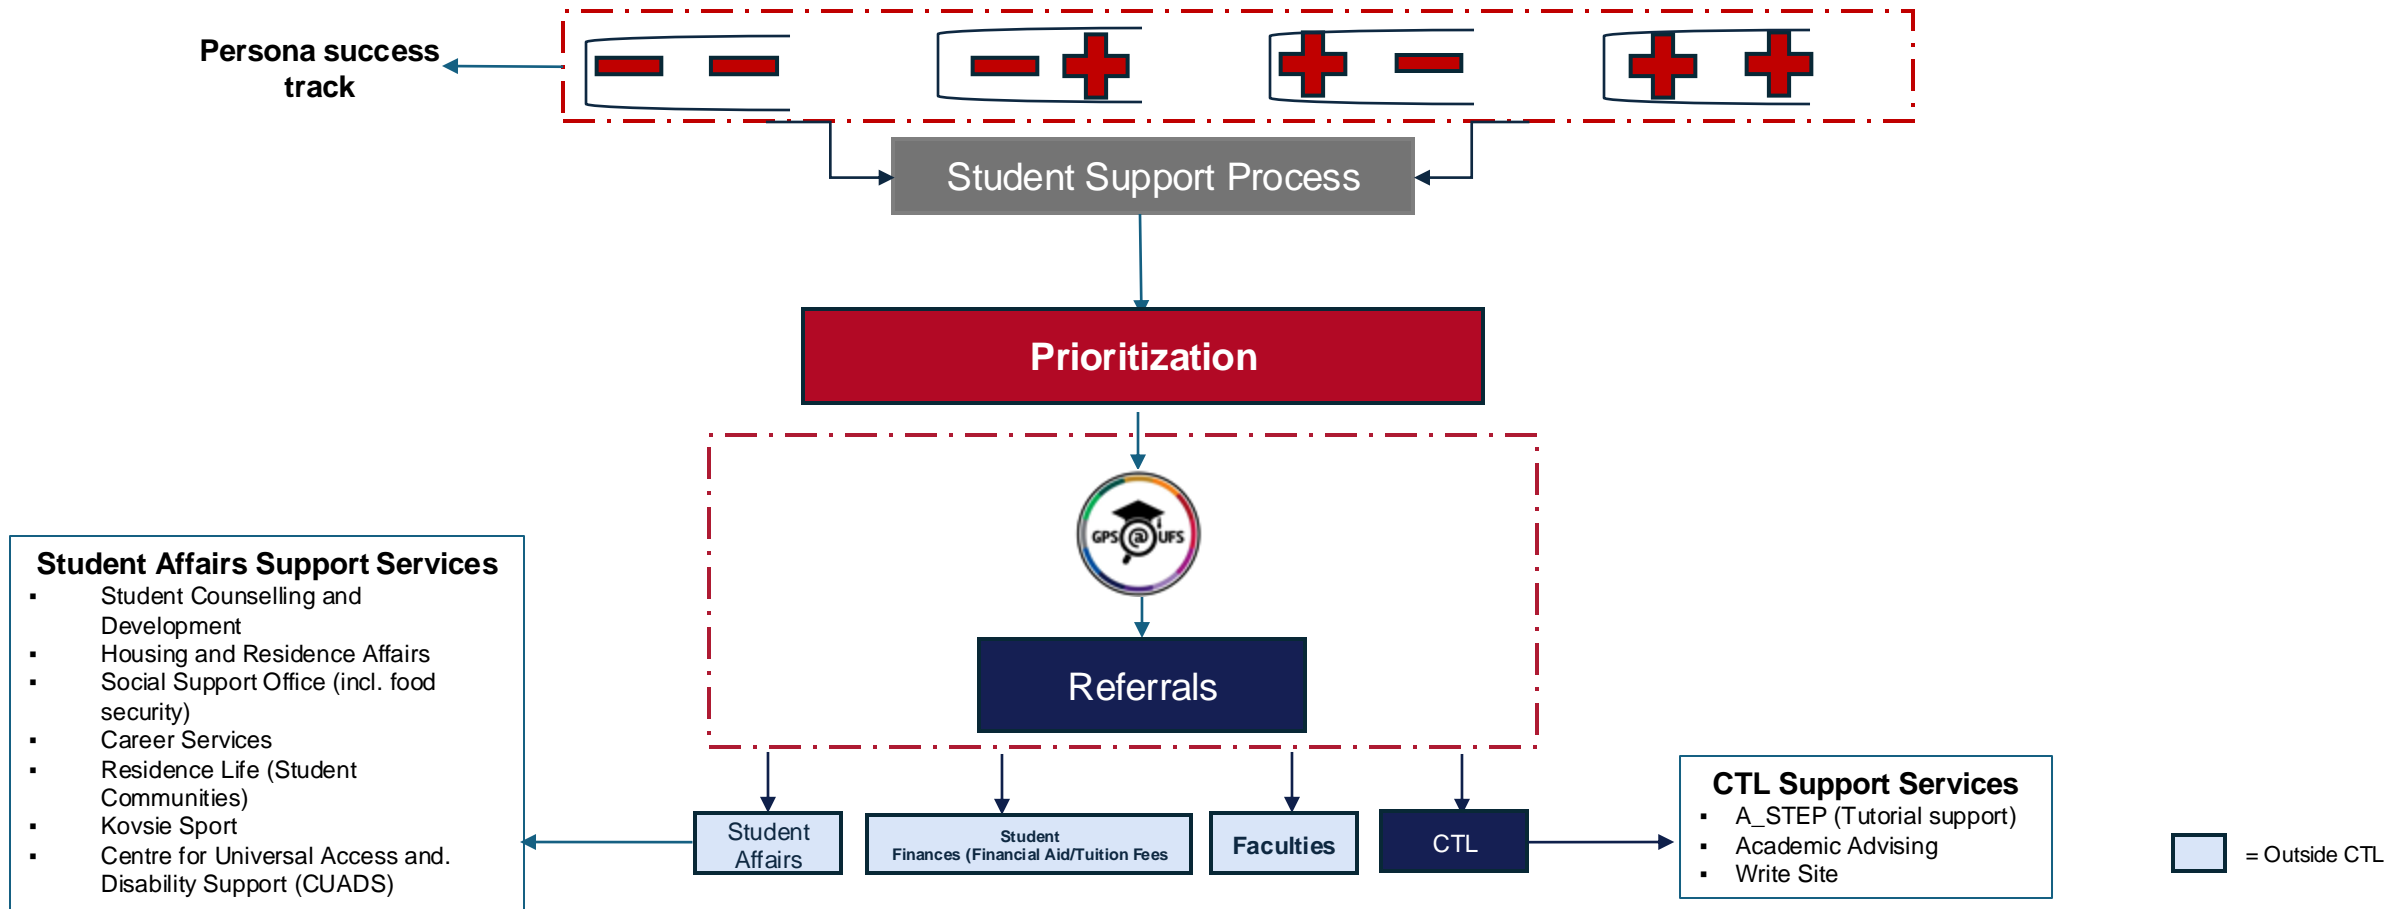 Persona success
track
Student Support Process
Prioritization
GPS@UFS
Referrals
Student Affairs Support Services
▪ Student Counselling and
Development
▪ Housing and Residence Affairs
▪ Social Support Office (incl. food
security)
▪ Career Services
▪ Residence Life (Student
Communities)
▪ Kovsie Sport
▪ Centre for Universal Access and.
Disability Support (CUADS)
Student
Affairs
Student
Finances (Financial Aid/Tuition Fees
Faculties
CTL
CTL Support Services
▪ A_STEP (Tutorial support)
▪ Academic Advising
▪ Write Site
= Outside CTL